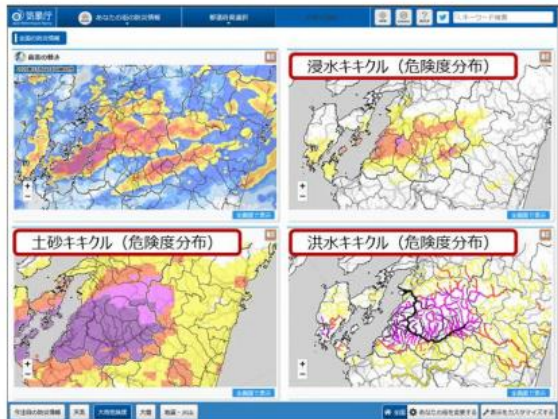 気象庁
あなたの街の防災情報
都道府県選択
キーワード検索
全国の防災情報
雨雲の動き
浸水キキクル（危険度分布）
全画面で表示
全画面で表示
土砂キキクル（危険度分布）
洪水キキクル（危険度分布）
全画面で表示
全画面で表示
今注目の防災情報
天気
大雨危険度
大雪
地震・火山
全国
あなたの街を変更する
表示をカスタマイズする